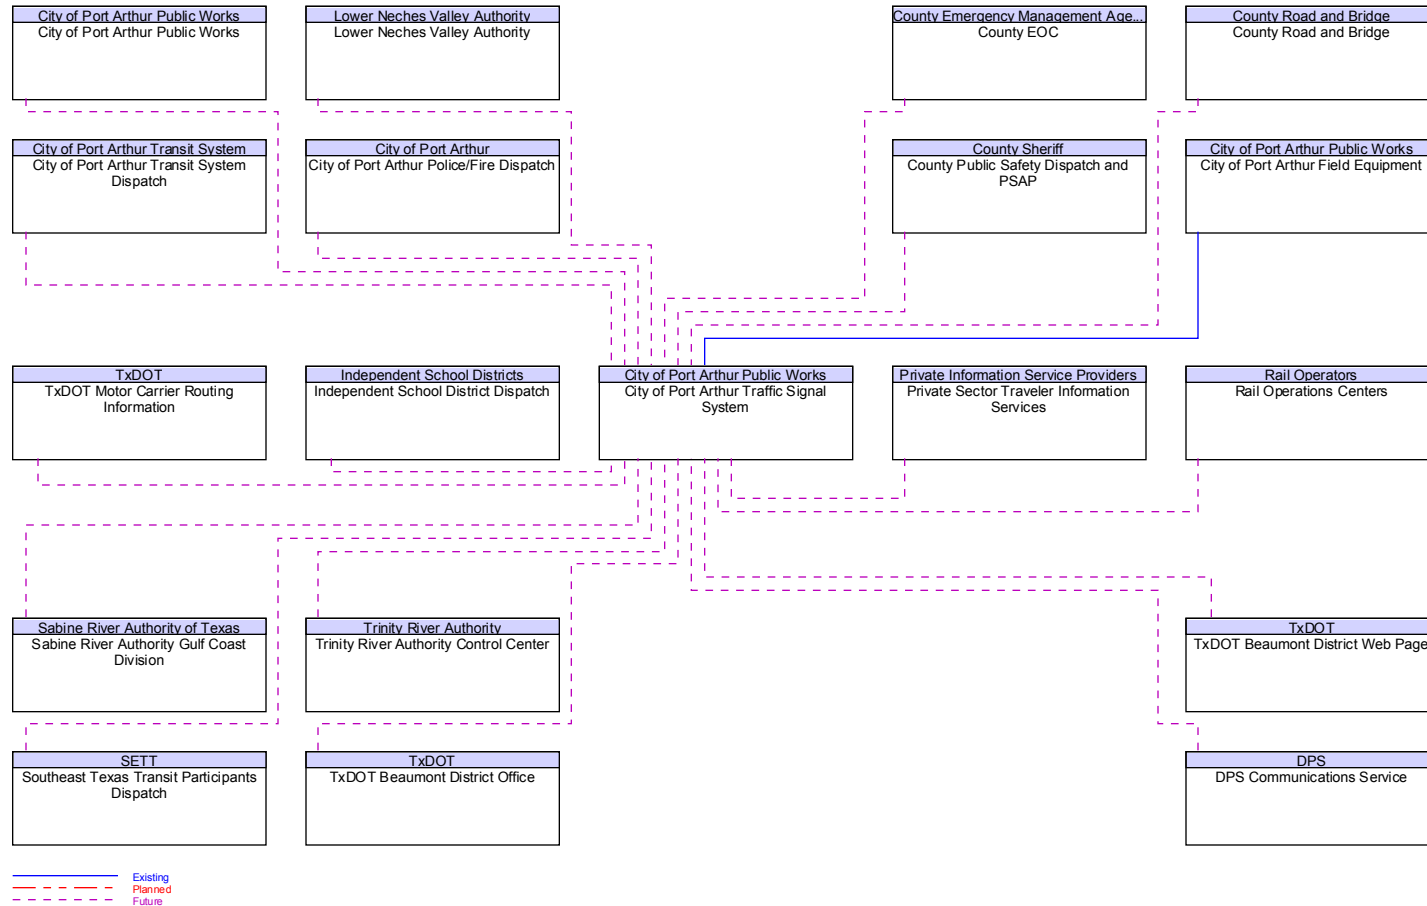 City of Port Arthur Public Works
City of Port Arthur Public Works
Lower Neches Valley Authority
Lower Neches Valley Authority
County Emergency Management Age...
County EOC
County Road and Bridge
County Road and Bridge
City of Port Arthur Transit System
City of Port Arthur Transit System
Dispatch
City of Port Arthur
City of Port Arthur Police/Fire Dispatch
County Sheriff
County Public Safety Dispatch and
PSAP
City of Port Arthur Public Works
City of Port Arthur Field Equipment
TxDOT
TxDOT Motor Carrier Routing
Information
Independent School Districts
Independent School District Dispatch
City of Port Arthur Public Works
City of Port Arthur Traffic Signal
System
Private Information Service Providers
Private Sector Traveler Information
Services
Rail Operators
Rail Operations Centers
Sabine River Authority of Texas
Sabine River Authority Gulf Coast
Division
Trinity River Authority
Trinity River Authority Control Center
TxDOT
TxDOT Beaumont District Web Page
SETT
Southeast Texas Transit Participants
Dispatch
TxDOT
TxDOT Beaumont District Office
DPS
DPS Communications Service
Existing
Planned
Future